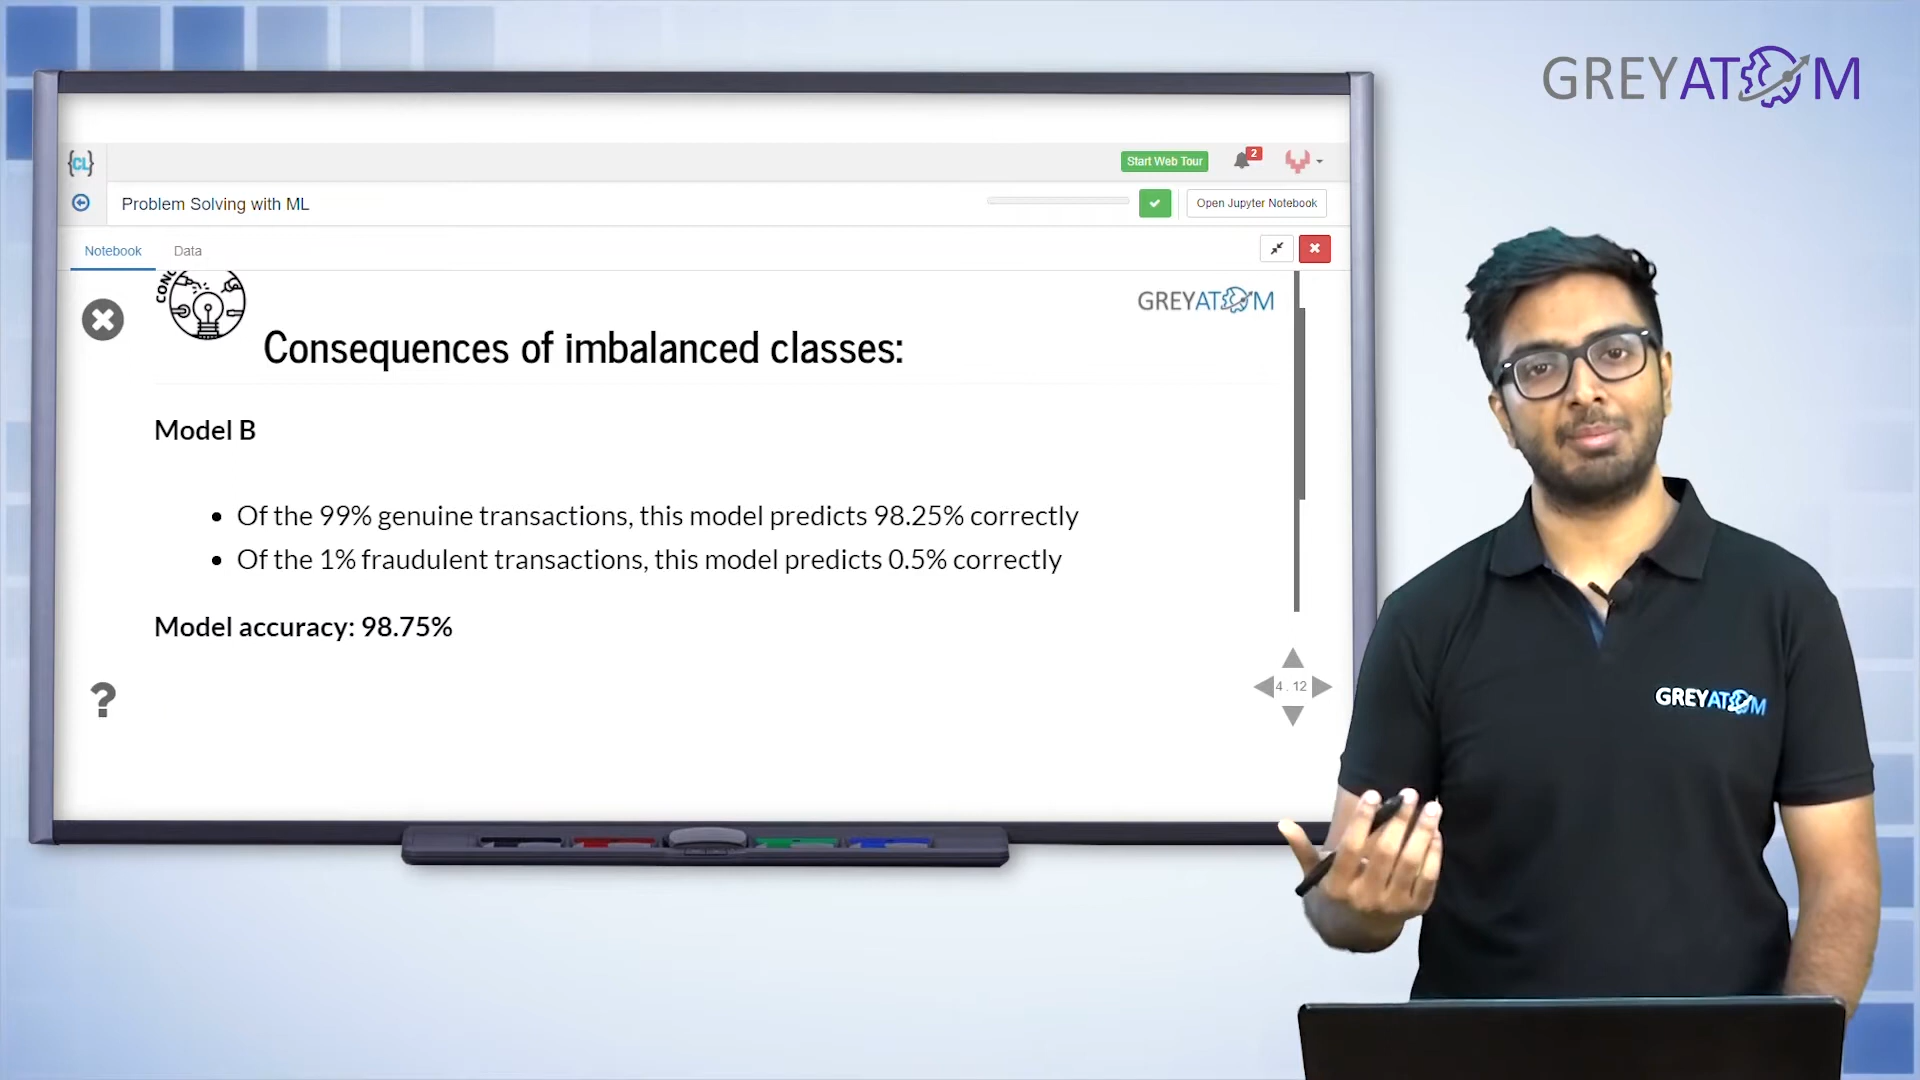 GREYATOM
{CL}
Start Web Tour
2
Problem Solving with ML
Open Jupyter Notebook
Notebook
Data
CONC
GREYATOM
Consequences of imbalanced classes:
Model B
Of the 99% genuine transactions, this model predicts 98.25% correctly
Of the 1% fraudulent transactions, this model predicts 0.5% correctly
Model accuracy: 98.75%
?
4 . 12
GREYATOM